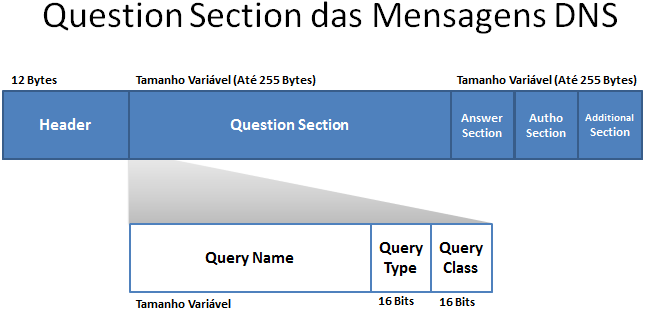 Question Section das Mensagens DNS
12 Bytes
Tamanho Variável (Até 255 Bytes)
Tamanho Variável (Até 255 Bytes)
Header
Question Section
Answer
Section
Autho
Section
Additional
Section
Query Name
Query
Type
Query
Class
Tamanho Variável
16 Bits
16 Bits